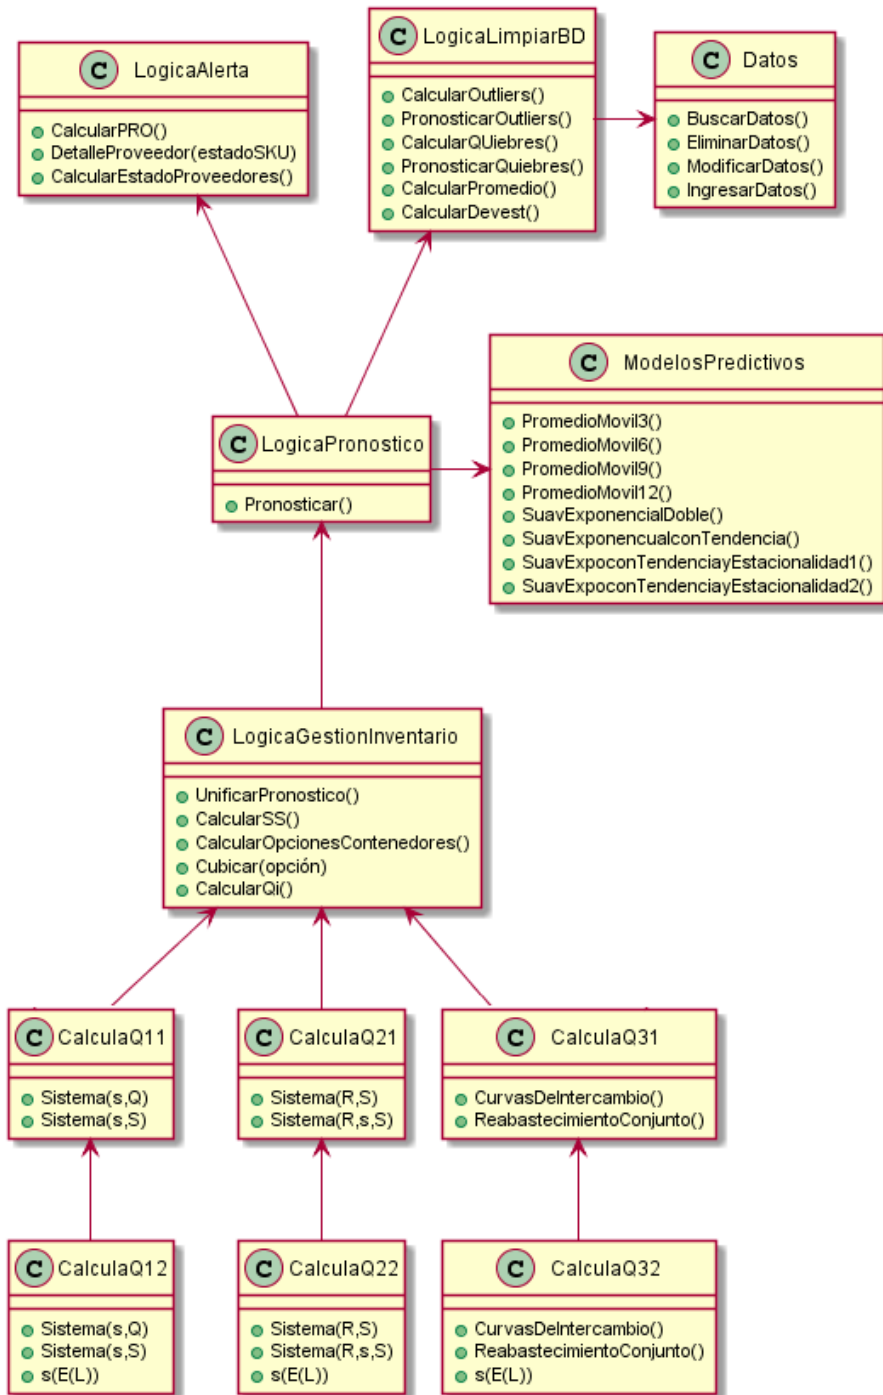 C LogicaAlerta
CalcularPRO()
DetalleProveedor(estadoSKU)
CalcularEstadoProveedores()
C LogicaLimpiarBD
CalcularOutliers()
PronosticarOutliers()
CalcularQUiebres()
PronosticarQuiebres()
CalcularPromedio()
CalcularDevest()
C Datos
BuscarDatos()
EliminarDatos()
ModificarDatos()
IngresarDatos()
C LogicaPronostico
Pronosticar()
C ModelosPredictivos
PromedioMovil3()
PromedioMovil6()
PromedioMovil9()
PromedioMovil12()
SuavExponencialDoble()
SuavExponencualconTendencia()
SuavExpoconTendenciayEstacionalidad1()
SuavExpoconTendenciayEstacionalidad2()
C LogicaGestionInventario
UnificarPronostico()
CalcularSS()
CalcularOpcionesContenedores()
Cubicar(opción)
CalcularQi()
C CalculaQ11
Sistema(s,Q)
Sistema(s,S)
C CalculaQ21
Sistema(R,S)
Sistema(R,s,S)
C CalculaQ31
CurvasDeIntercambio()
ReabastecimientoConjunto()
C CalculaQ12
Sistema(s,Q)
Sistema(s,S)
s(E(L))
C CalculaQ22
Sistema(R,S)
Sistema(R,s,S)
s(E(L))
C CalculaQ32
CurvasDeIntercambio()
ReabastecimientoConjunto()
s(E(L))